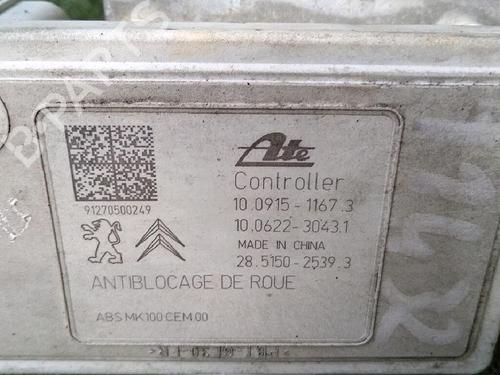 B-PARTS
Ate
Controller
10.0915-1167.3
10.0622-3043.1
MADE IN CHINA
28.5150-2539.3
91270500249
ANTIBLOCAGE DE ROUE
ABS MK100 CEM.00